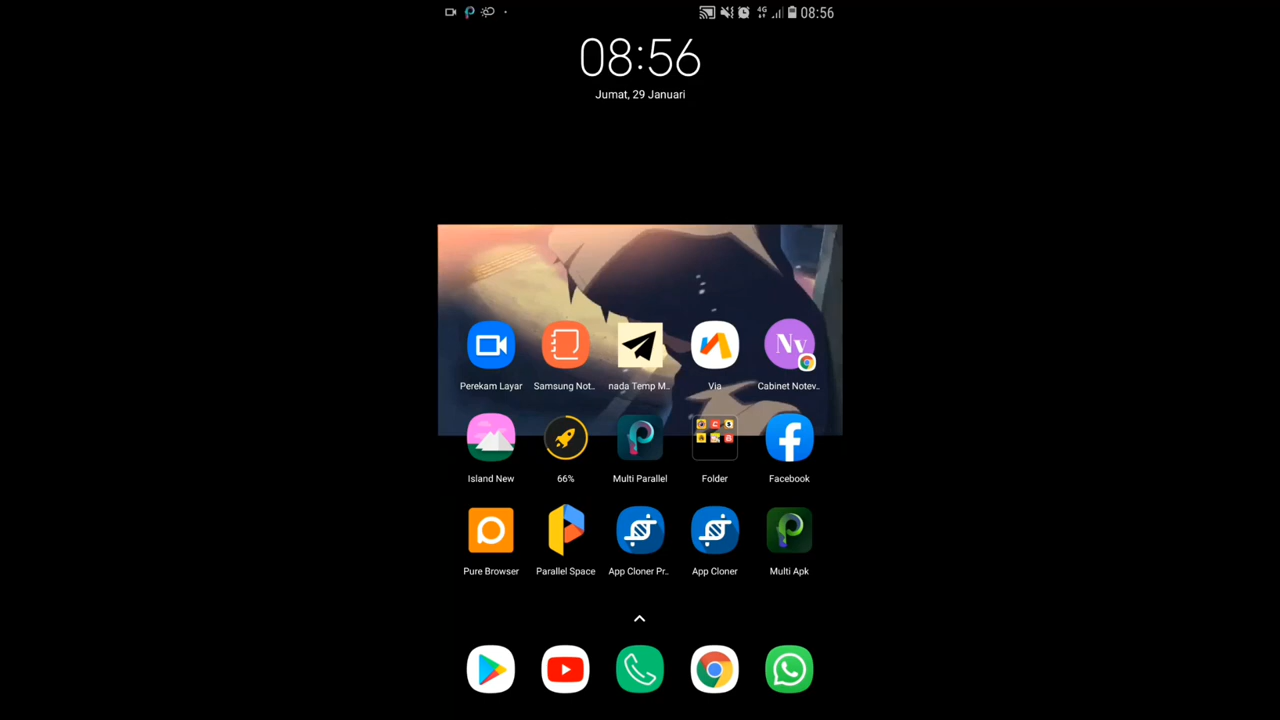 08:56
08:56
Jumat, 29 Januari
Perekam Layar
Samsung Not..
nada Temp M..
Via
Cabinet Notev..
Nv
Island New
66%
Multi Parallel
Folder
Facebook
Pure Browser
Parallel Space
App Cloner Pr..
App Cloner
Multi Apk